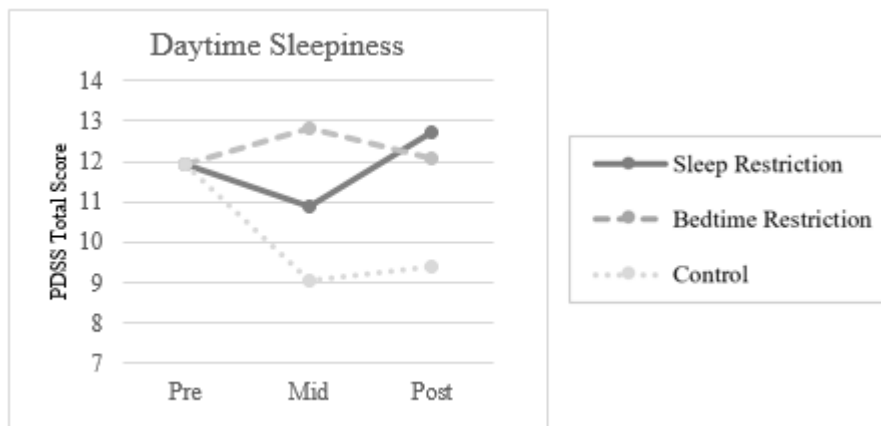 Daytime Sleepiness
PDSS Total Score
14
13
12
11
10
9
8
7
Pre Mid Post
Sleep Restriction
Bedtime Restriction
Control